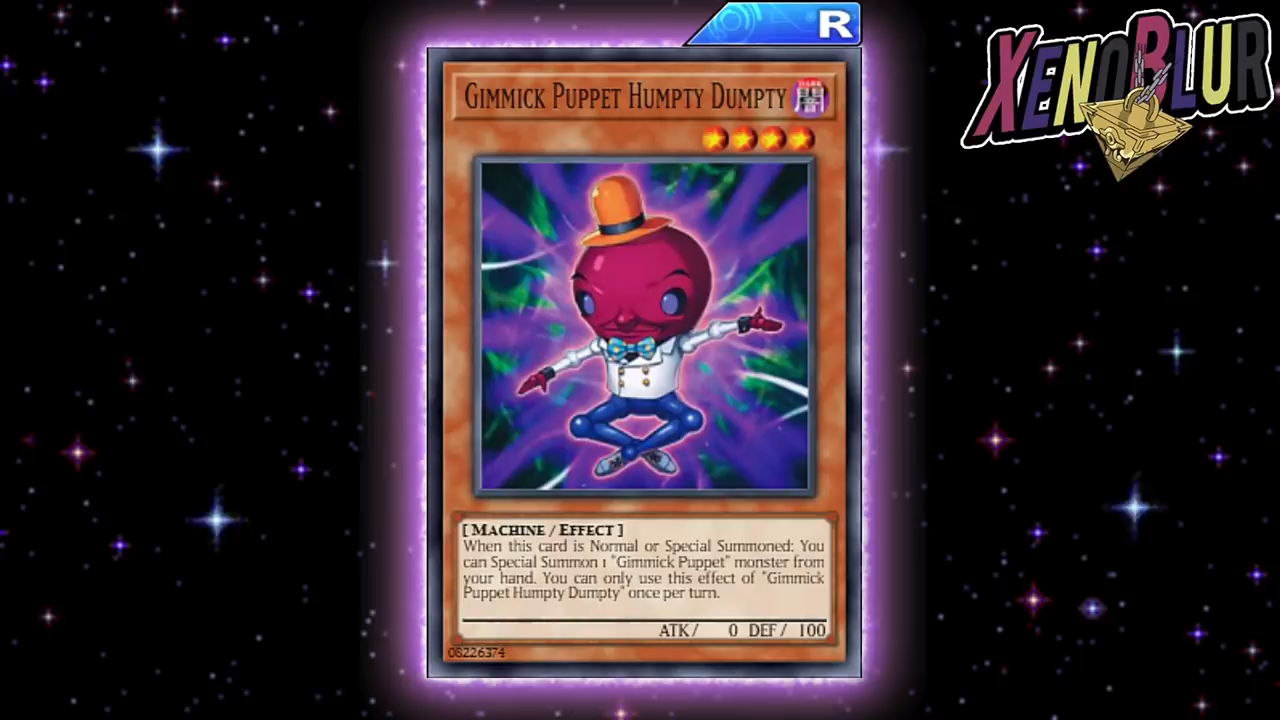 R
XENOBLUR
GIMMICK PUPPET HUMPTY DUMPTY
DARK
闇
[ MACHINE / EFFECT ]
When this card is Normal or Special Summoned: You
can Special Summon 1 "Gimmick Puppet" monster from
your hand. You can only use this effect of "Gimmick
Puppet Humpty Dumpty" once per turn.
ATK/ 0 DEF/ 100
08226374